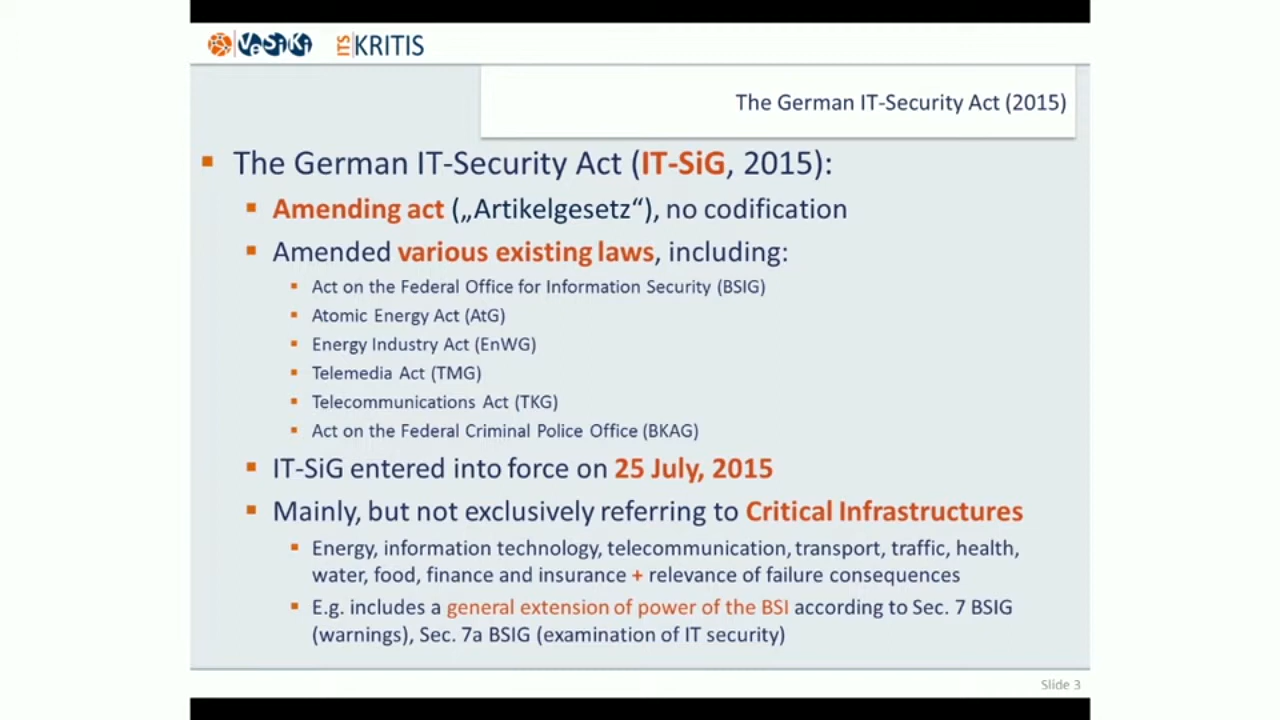 VeSiKi ITS|KRITIS
The German IT-Security Act (2015)
The German IT-Security Act (IT-SiG, 2015):
Amending act („Artikelgesetz“), no codification
Amended various existing laws, including:
Act on the Federal Office for Information Security (BSIG)
Atomic Energy Act (AtG)
Energy Industry Act (EnWG)
Telemedia Act (TMG)
Telecommunications Act (TKG)
Act on the Federal Criminal Police Office (BKAG)
IT-SiG entered into force on 25 July, 2015
Mainly, but not exclusively referring to Critical Infrastructures
Energy, information technology, telecommunication, transport, traffic, health,
water, food, finance and insurance + relevance of failure consequences
E.g. includes a general extension of power of the BSI according to Sec. 7 BSIG
(warnings), Sec. 7a BSIG (examination of IT security)
Slide 3